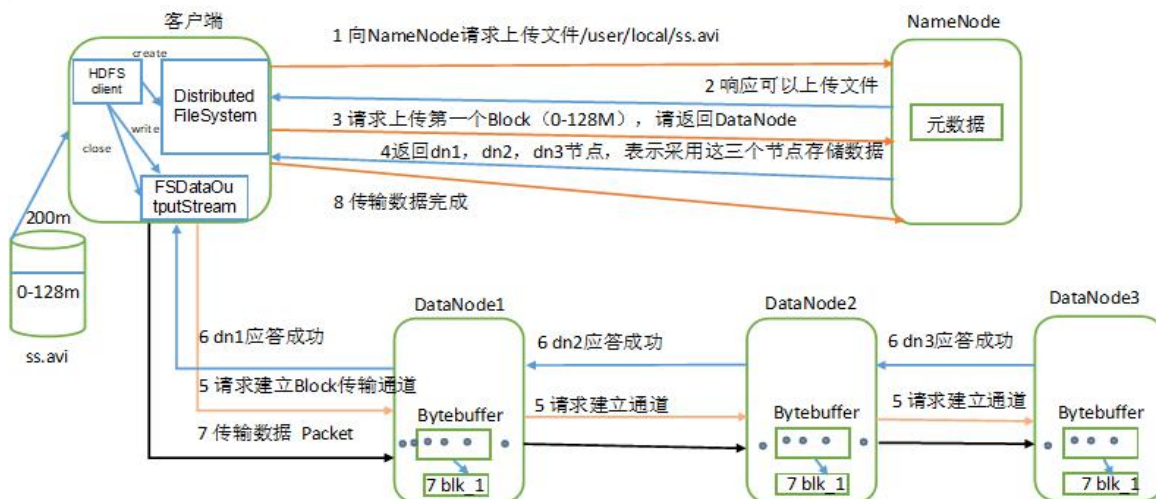 客户端
NameNode
1 向NameNode请求上传文件/user/local/ss.avi
create
HDFS
client
Distributed
FileSystem
2 响应可以上传文件
write
3 请求上传第一个Block（0-128M），请返回DataNode
元数据
close
4返回dn1，dn2，dn3节点，表示采用这三个节点存储数据
FSDataOu
tputStream
8 传输数据完成
200m
0-128m
ss.avi
DataNode1
DataNode2
DataNode3
6 dn1应答成功
6 dn2应答成功
6 dn3应答成功
5 请求建立Block传输通道
5 请求建立通道
5 请求建立通道
Bytebuffer
Bytebuffer
Bytebuffer
7 传输数据 Packet
7 blk_1
7 blk_1
7 blk_1